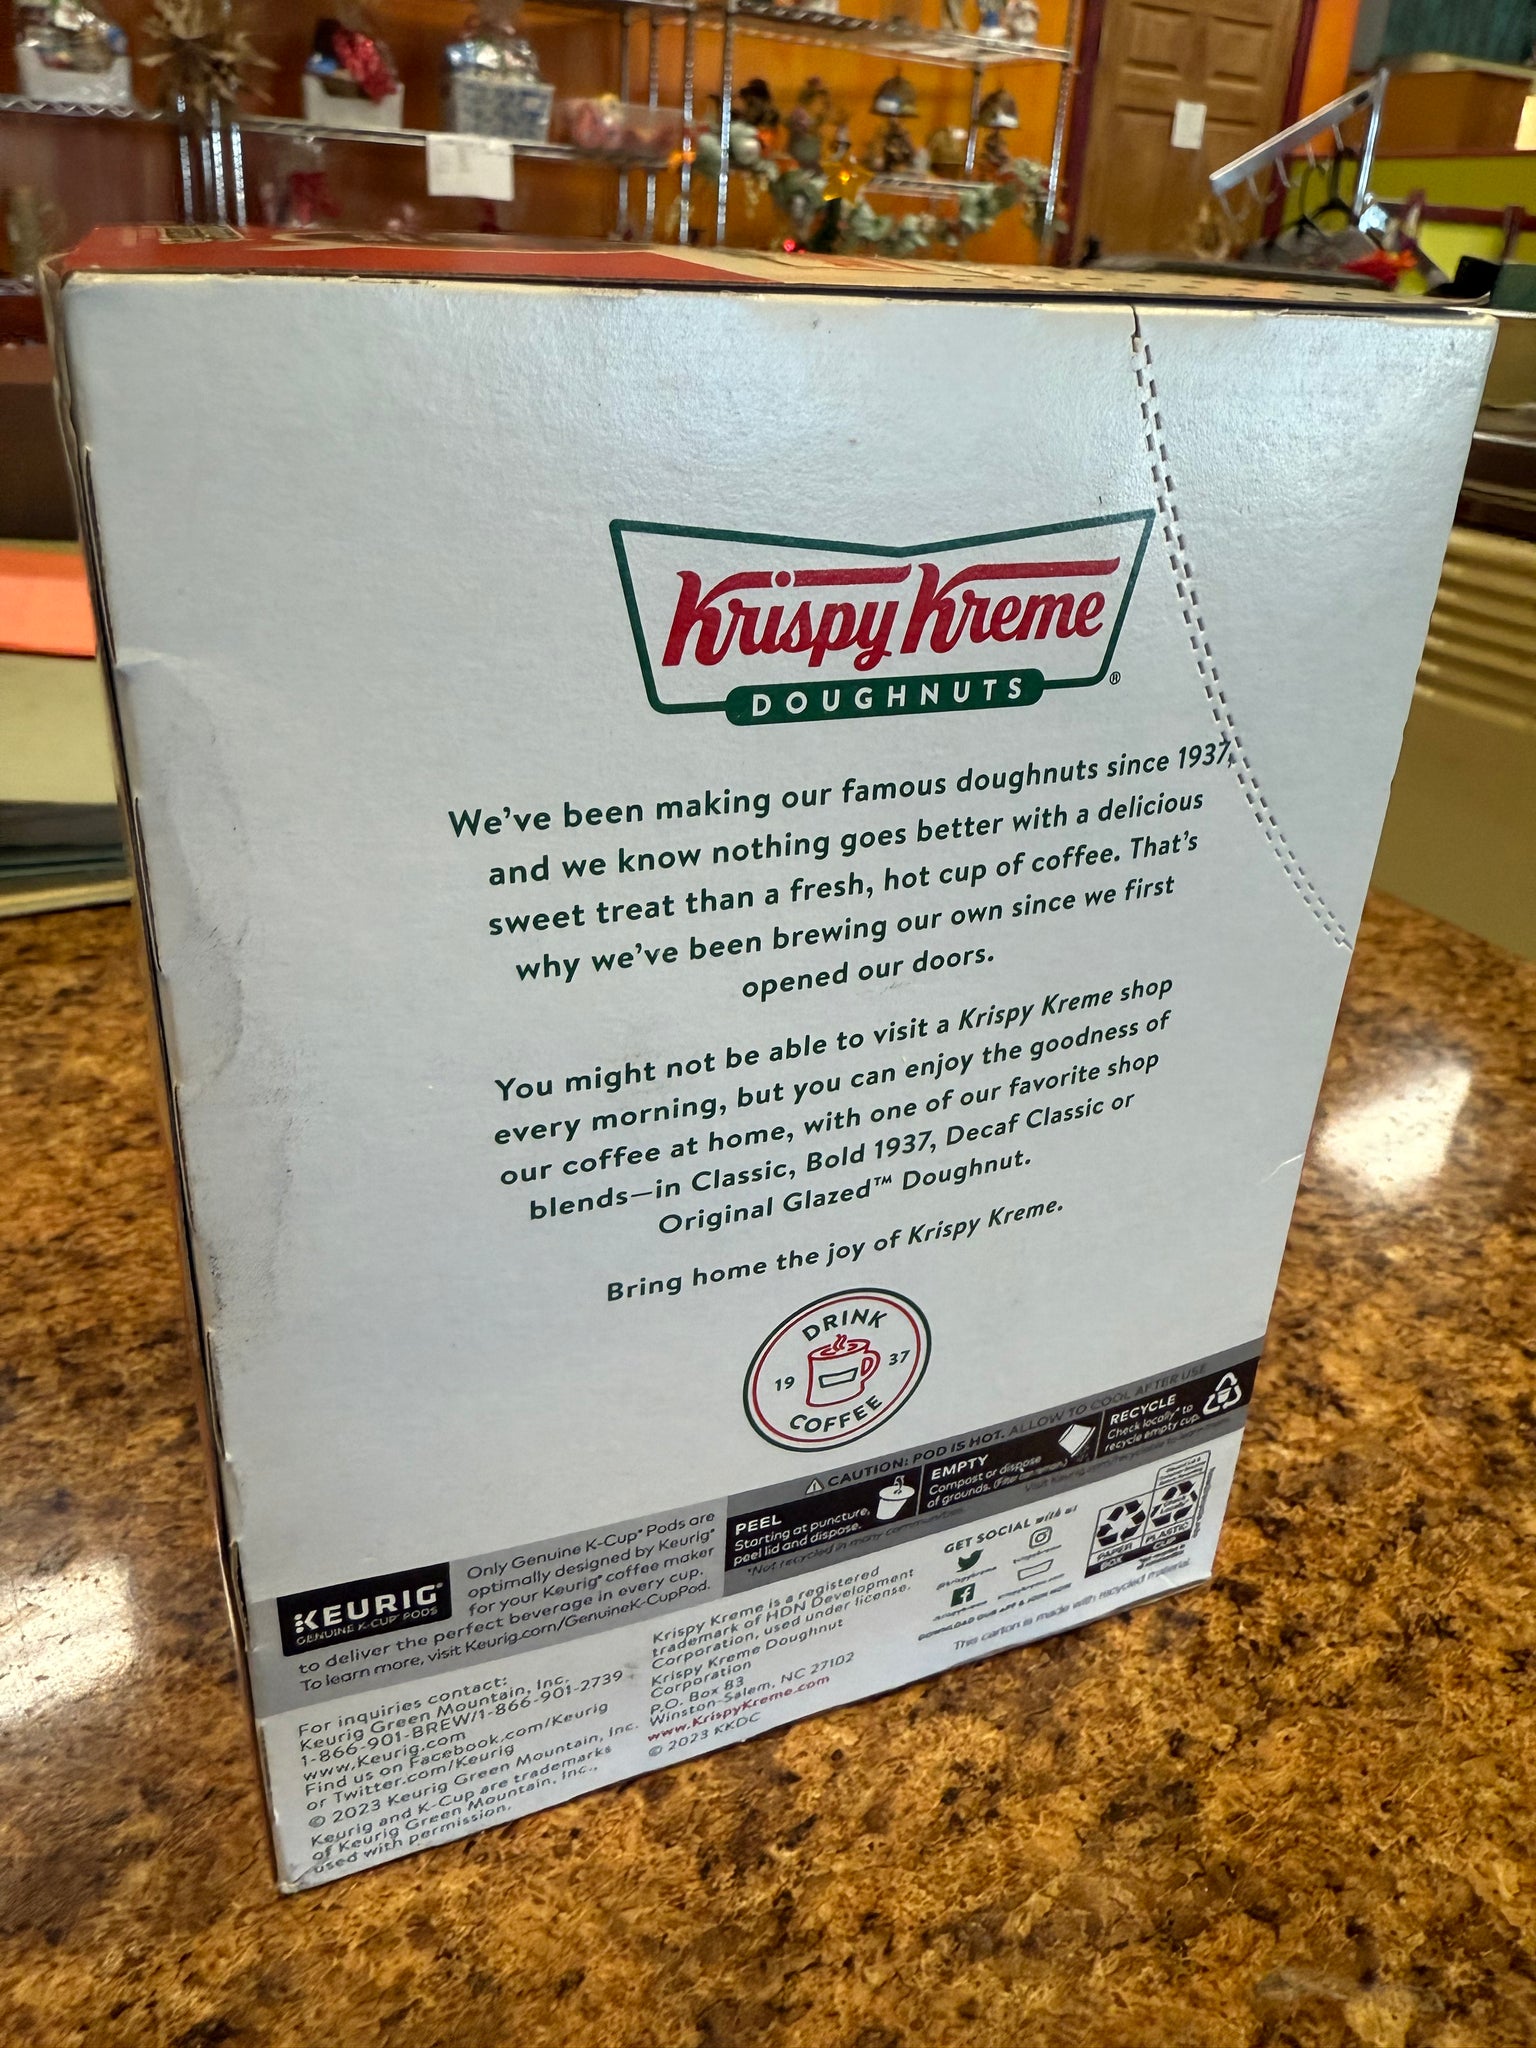 Krispy Kreme
DOUGHNUTS®
We've been making our famous doughnuts since 1937,
and we know nothing goes better with a delicious
sweet treat than a fresh, hot cup of coffee. That's
why we've been brewing our own since we first
opened our doors.
You might not be able to visit a Krispy Kreme shop
every morning, but you can enjoy the goodness of
our coffee at home, with one of our favorite shop
blends—in Classic, Bold 1937, Decaf Classic or
Original Glazed™ Doughnut.
Bring home the joy of Krispy Kreme.
DRINK
19 37
COFFEE
CAUTION: POD IS HOT. ALLOW TO COOL AFTER USE
PEEL
Starting at puncture,
peel lid and dispose.
EMPTY
Compost or dispose
of grounds.
RECYCLE
Check locally* to
recycle empty cup.
*Not recycled in many communities.
KEURIG®
GENUINE K-CUP® PODS
Only Genuine K-Cup® Pods are
optimally designed by Keurig®
for your Keurig® coffee maker
to deliver the perfect beverage in every cup.
To learn more, visit Keurig.com/GenuineK-CupPod.
For inquiries contact:
Keurig Green Mountain, Inc.
1-866-901-BREW/1-866-901-2739
www.Keurig.com
Find us on Facebook.com/Keurig
or Twitter.com/Keurig
© 2023 Keurig Green Mountain, Inc.
Keurig and K-Cup are trademarks
of Keurig Green Mountain, Inc.,
used with permission.
Krispy Kreme is a registered
trademark of HDN Development
Corporation, used under license.
Krispy Kreme Doughnut
Corporation
P.O. Box 83
Winston-Salem, NC 27102
www.KrispyKreme.com
© 2023 KKDC
GET SOCIAL with us
PAPER
BOX
PLASTIC
CUP
This carton is made with recycled material.